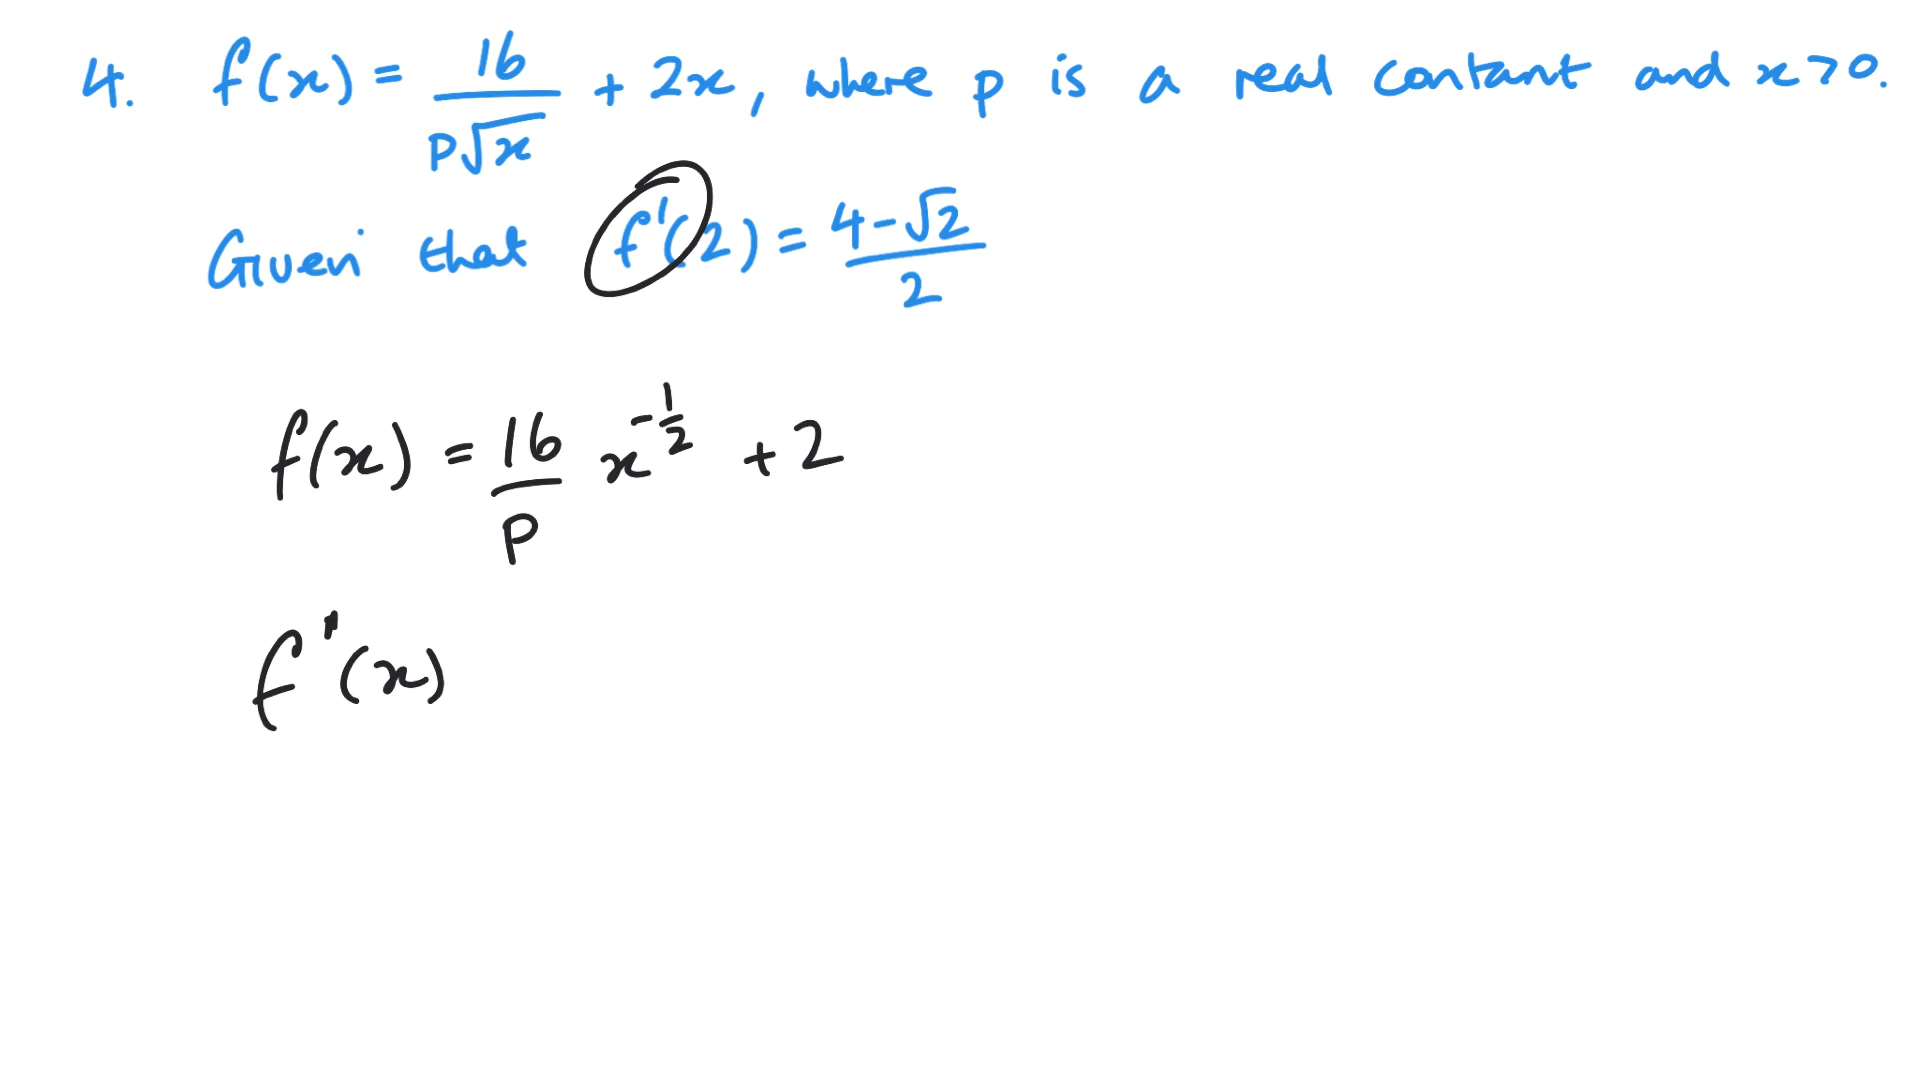 4. f(x) = 16/(p√x) + 2x, where p is a real contant and x>0.
Given that f'(2) = (4-√2)/2
f(x) = 16/p x^(-1/2) + 2
f'(x)